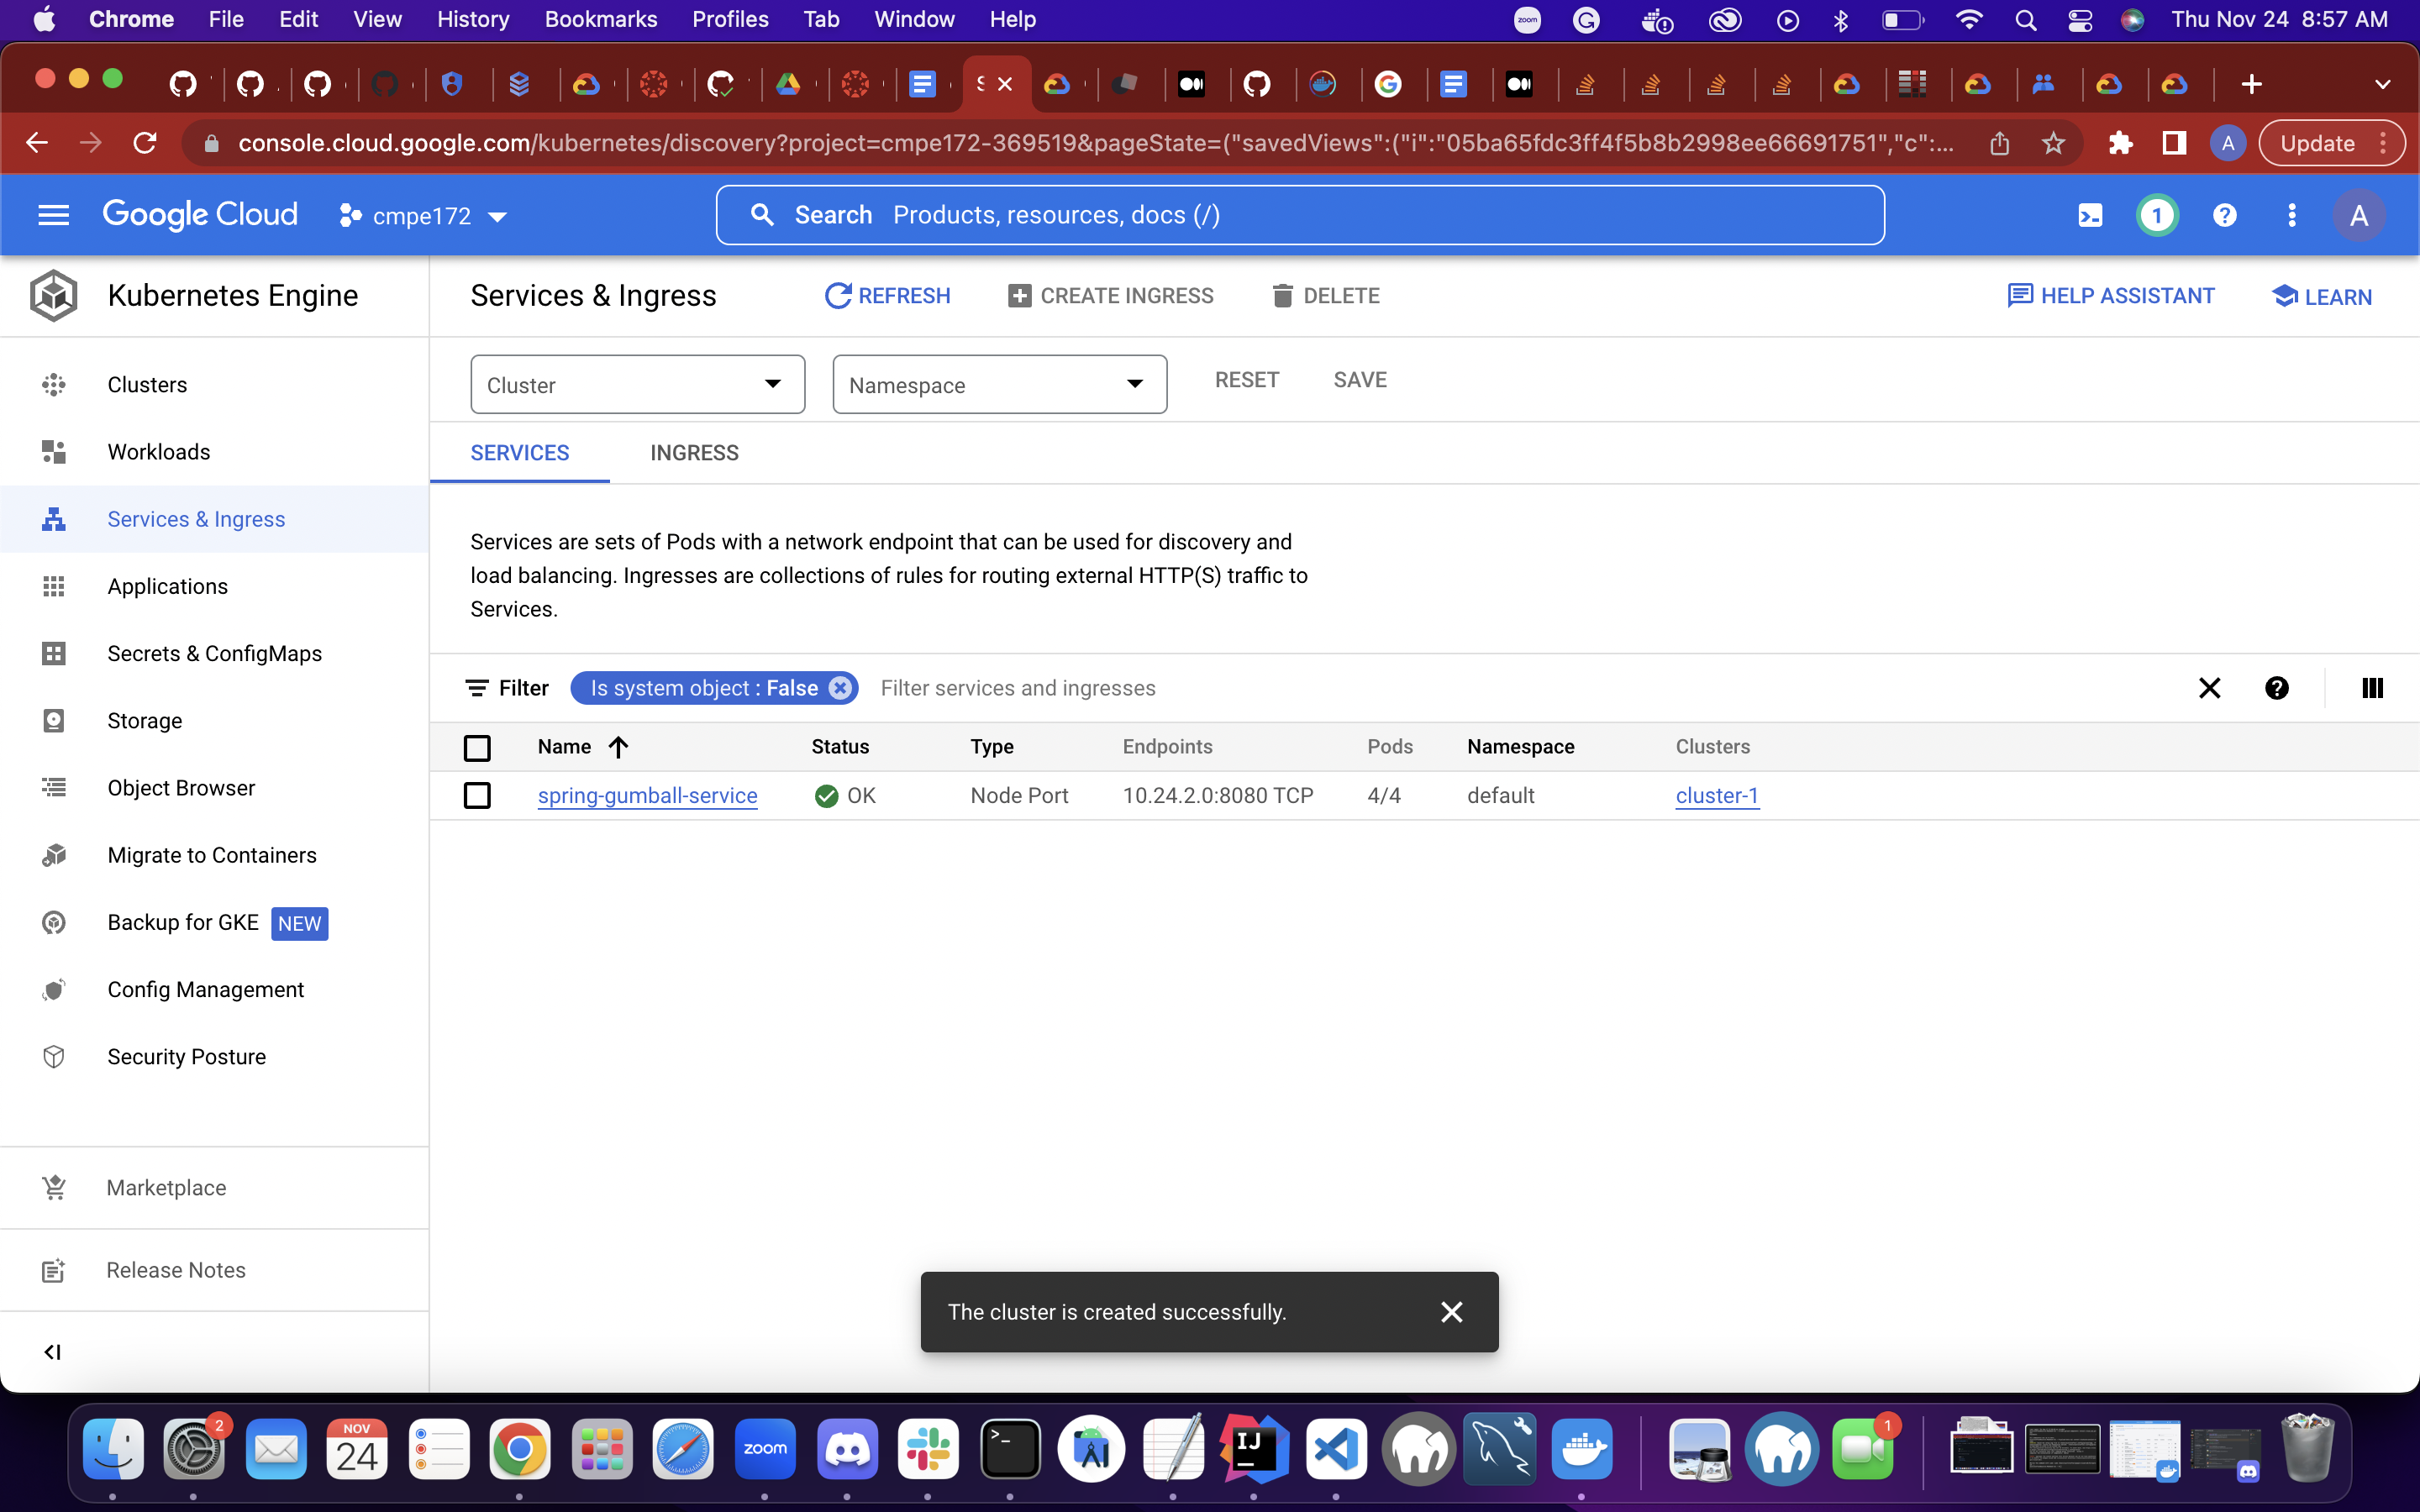 Chrome File Edit View History Bookmarks Profiles Tab Window Help zoom Thu Nov 24 8:57 AM
S
console.cloud.google.com/kubernetes/discovery?project=cmpe172-369519&pageState=("savedViews":("i":"05ba65fdc3ff4f5b8b2998ee66691751","c":... A Update
Google Cloud cmpe172 Search Products, resources, docs (/) 1 A
Kubernetes Engine
Services & Ingress REFRESH CREATE INGRESS DELETE HELP ASSISTANT LEARN
Clusters
Workloads
Services & Ingress
Applications
Secrets & ConfigMaps
Storage
Object Browser
Migrate to Containers
Backup for GKE NEW
Config Management
Security Posture
Marketplace
Release Notes
Cluster Namespace RESET SAVE
SERVICES INGRESS
Services are sets of Pods with a network endpoint that can be used for discovery and
load balancing. Ingresses are collections of rules for routing external HTTP(S) traffic to
Services.
Filter Is system object : False Filter services and ingresses
Name Status Type Endpoints Pods Namespace Clusters
spring-gumball-service OK Node Port 10.24.2.0:8080 TCP 4/4 default cluster-1
The cluster is created successfully.
2 NOV 24 zoom IJ 1